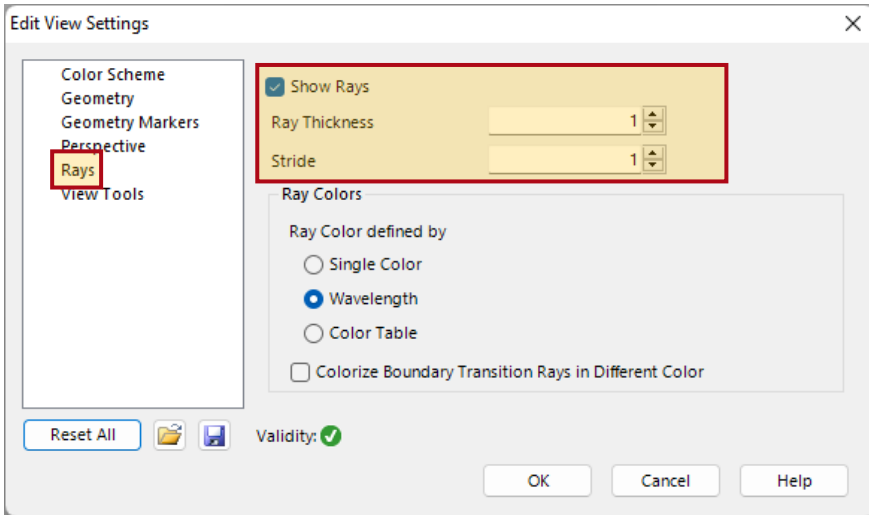 Edit View Settings
Color Scheme
Geometry
Geometry Markers
Perspective
Rays
View Tools
Show Rays
Ray Thickness 1
Stride 1
Ray Colors
Ray Color defined by
Single Color
Wavelength
Color Table
Colorize Boundary Transition Rays in Different Color
Reset All
Validity:
OK Cancel Help